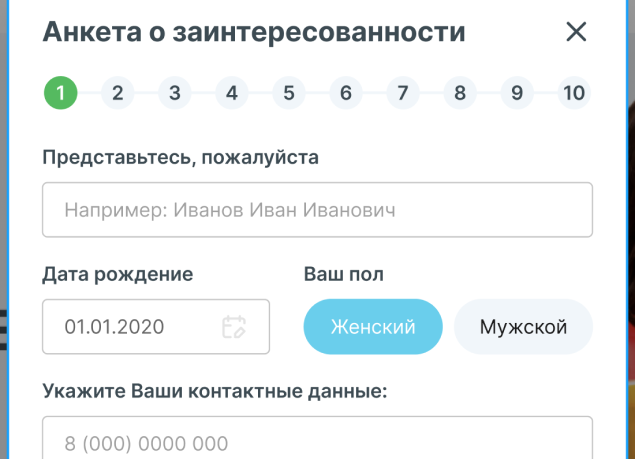 Анкета о заинтересованности
1 2 3 4 5 6 7 8 9 10
Представьтесь, пожалуйста
Например: Иванов Иван Иванович
Дата рождение Ваш пол
01.01.2020 Женский Мужской
Укажите Ваши контактные данные:
8 (000) 0000 000